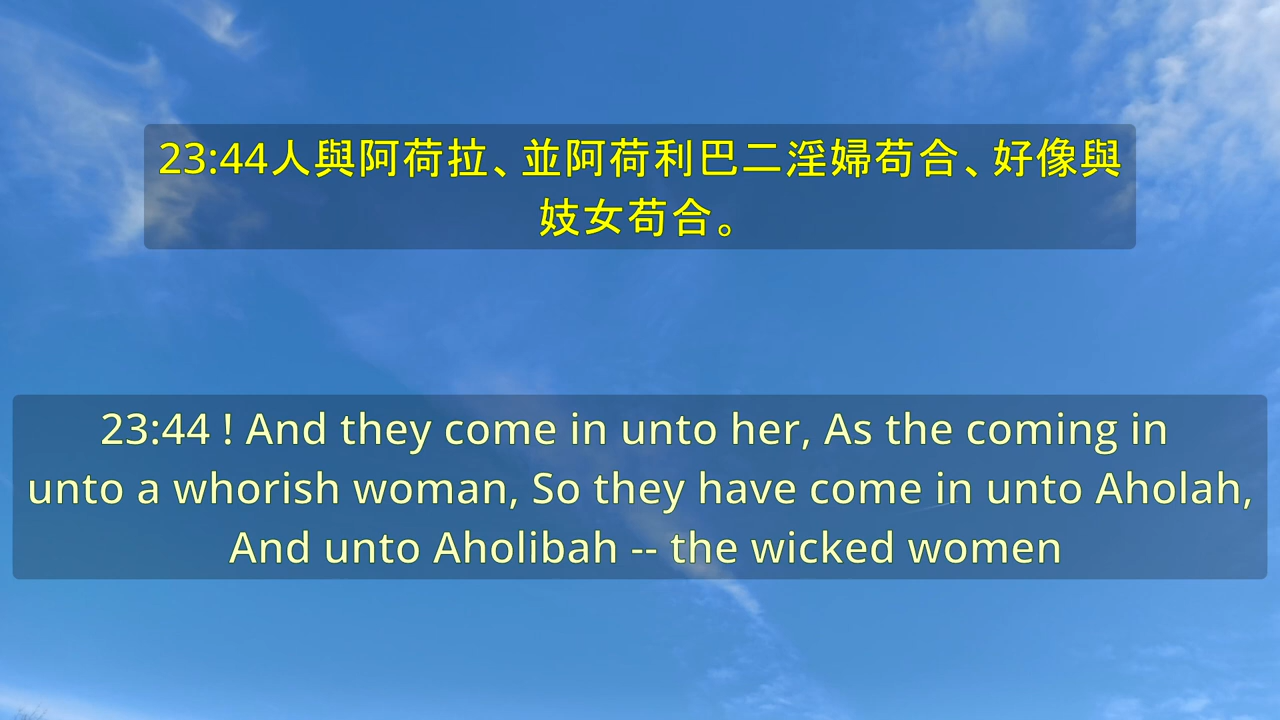 23:44人與阿荷拉、並阿荷利巴二淫婦苟合、好像與
妓女苟合。
23:44 ! And they come in unto her, As the coming in
unto a whorish woman, So they have come in unto Aholah,
And unto Aholibah -- the wicked women